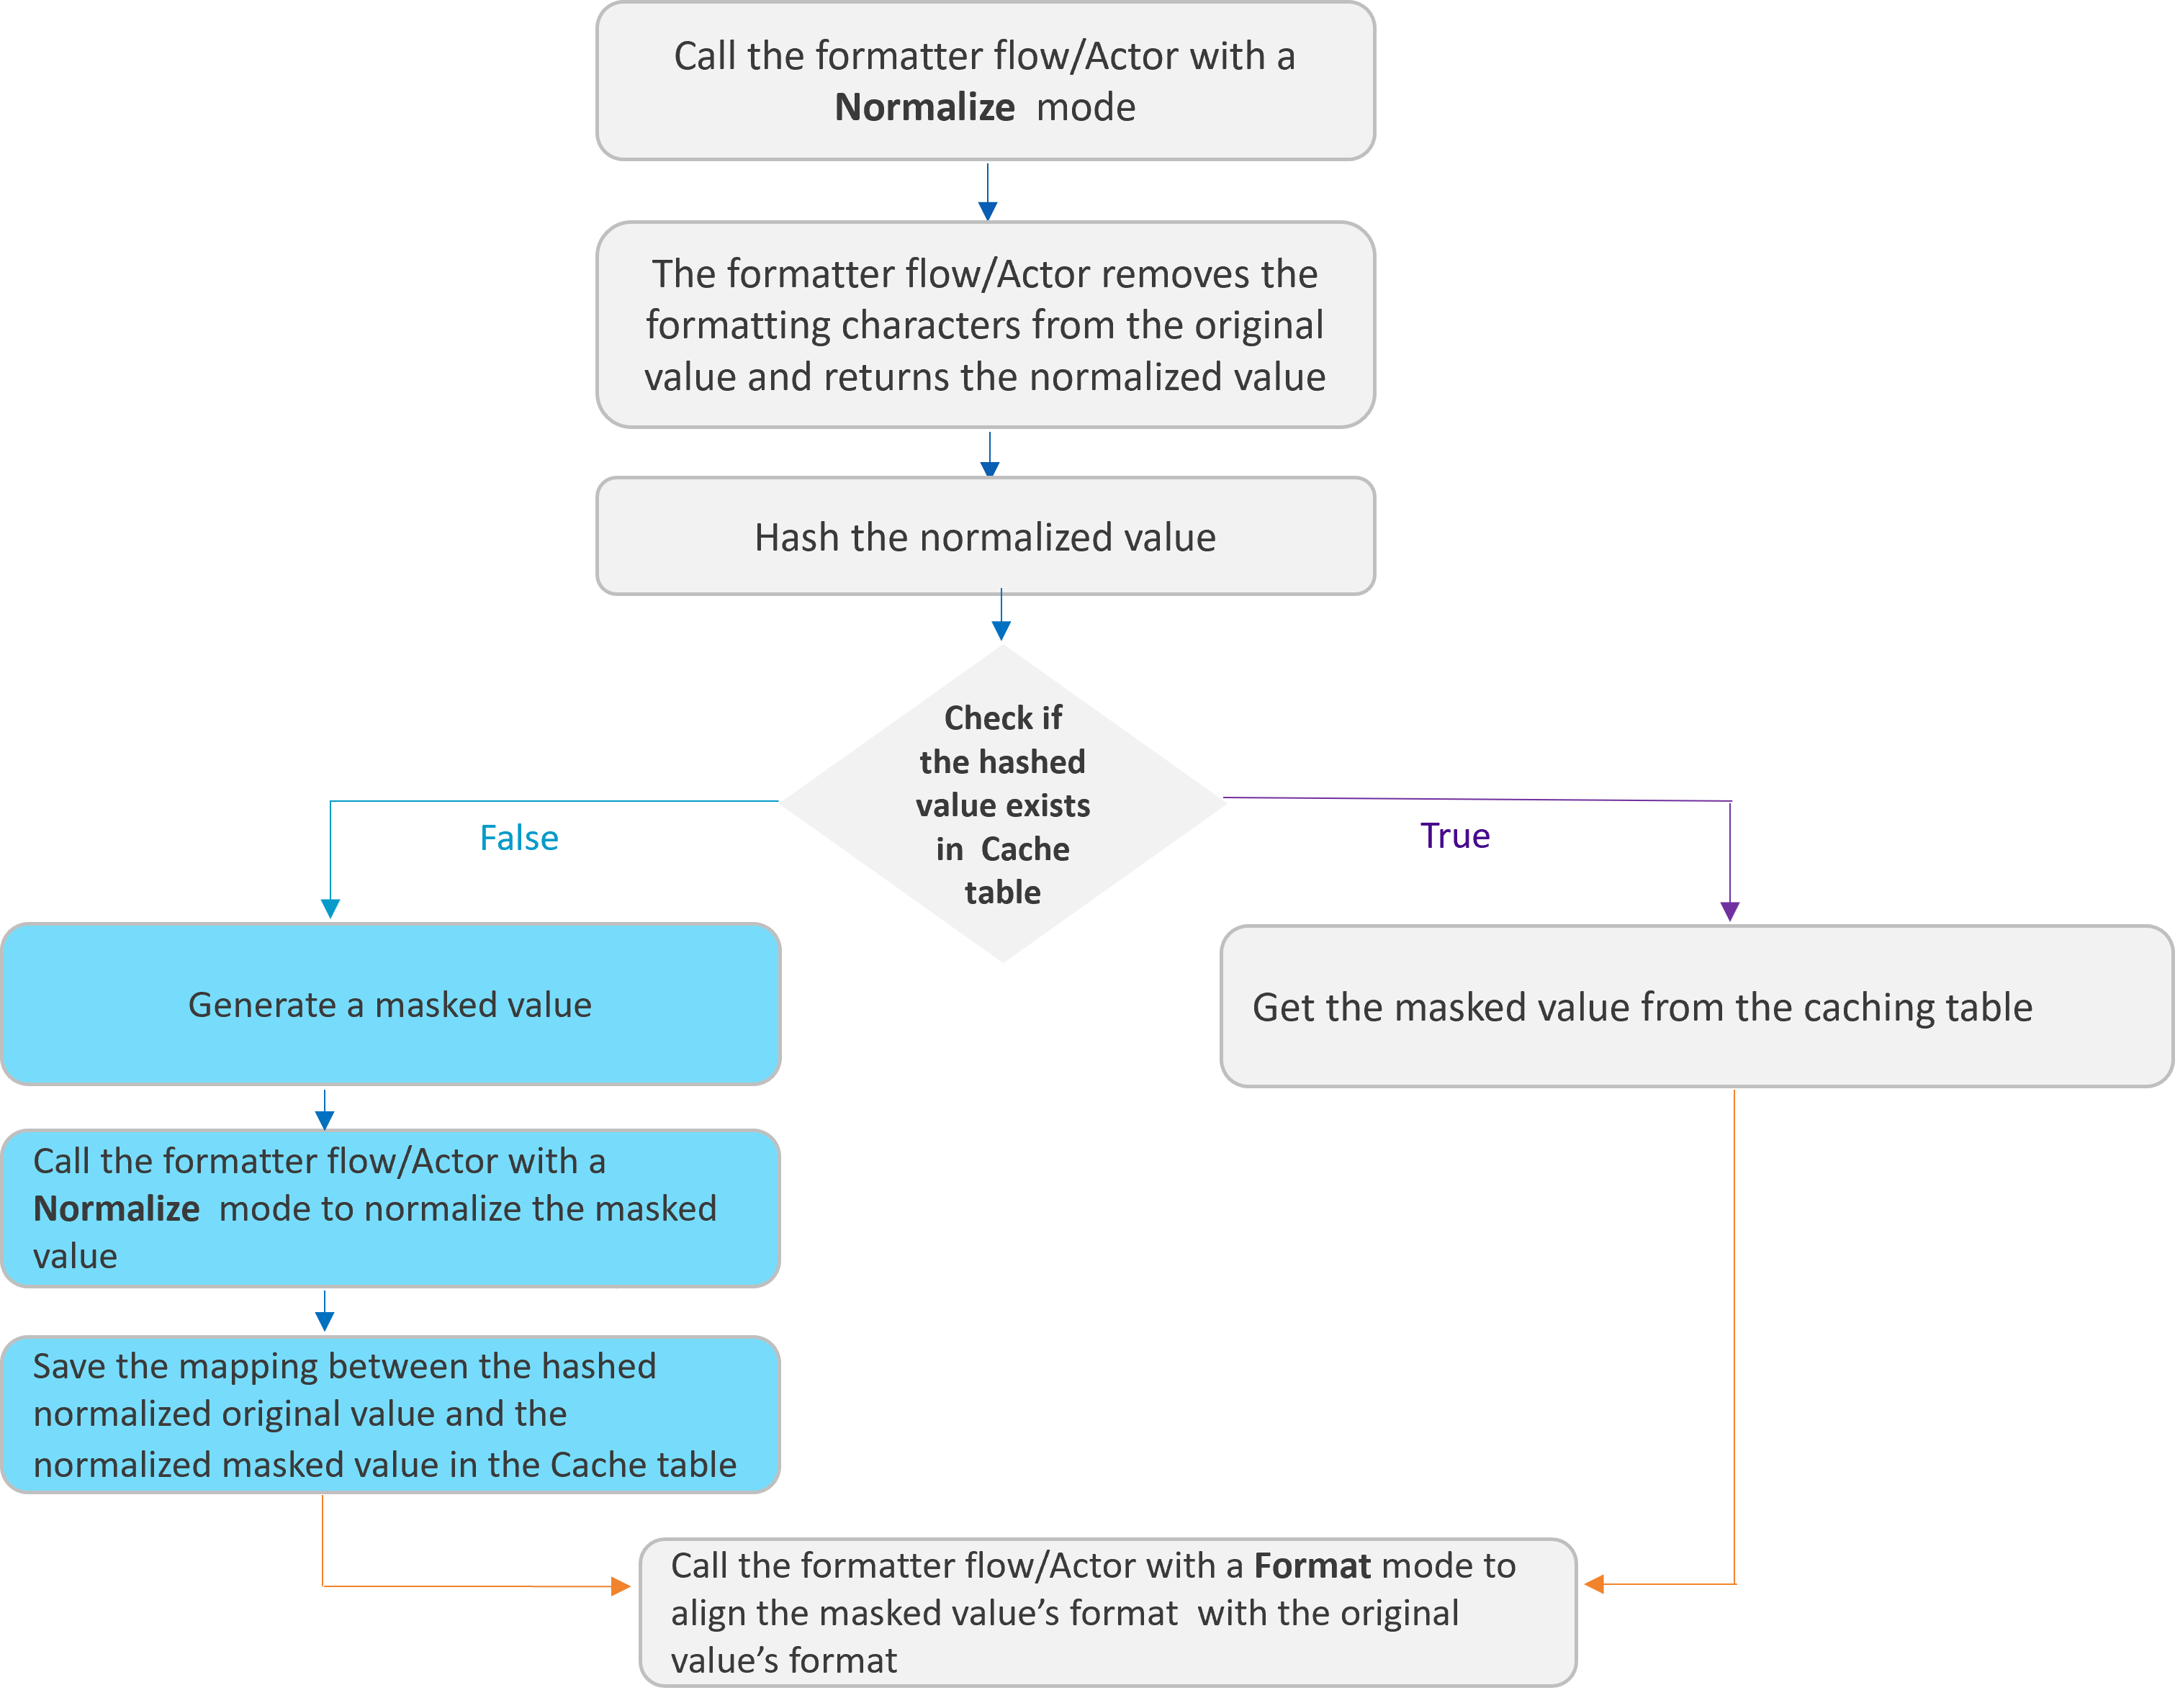 Call the formatter flow/Actor with a
Normalize mode
The formatter flow/Actor removes the
formatting characters from the original
value and returns the normalized value
Hash the normalized value
Check if
the hashed
value exists
in Cache
table
False
True
Generate a masked value
Get the masked value from the caching table
Call the formatter flow/Actor with a
Normalize mode to normalize the masked
value
Save the mapping between the hashed
normalized original value and the
normalized masked value in the Cache table
Call the formatter flow/Actor with a Format mode to
align the masked value’s format with the original
value’s format